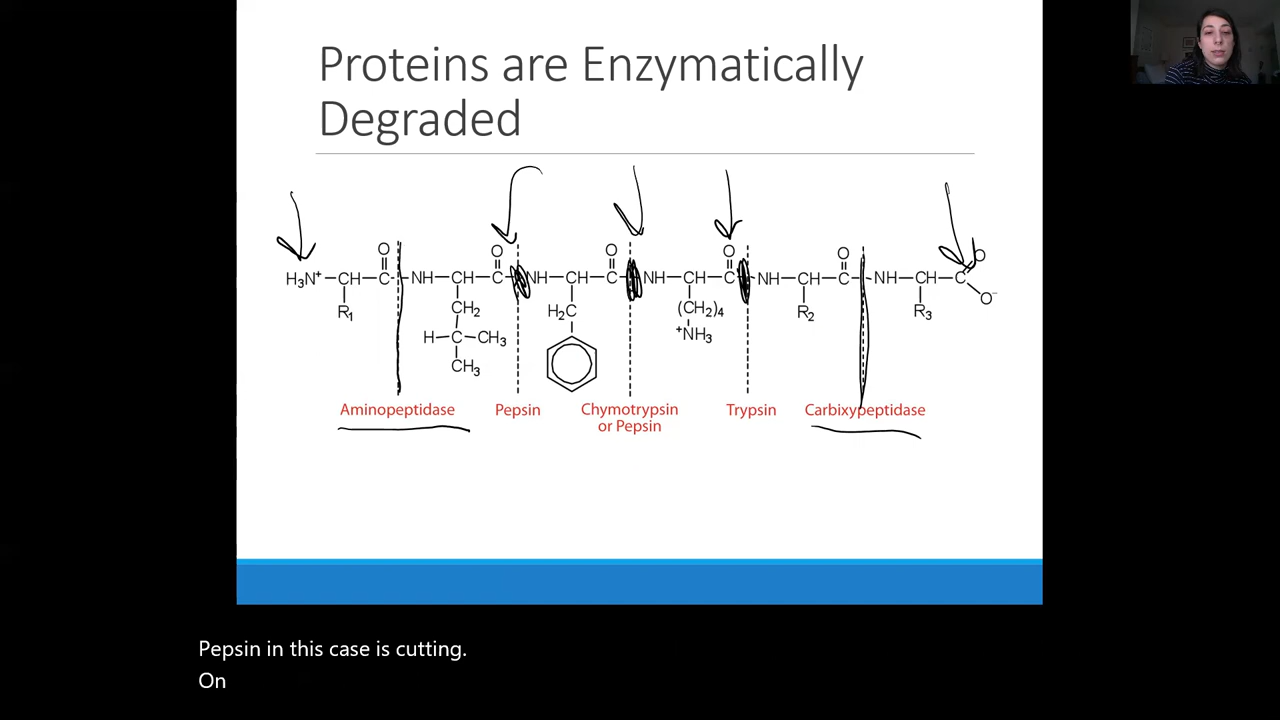 Proteins are Enzymatically
Degraded
O O O O O O
H₃N⁺ CH C NH CH C NH CH C NH CH C NH CH C NH CH C
R₁ CH₂ H₂C (CH₂)₄ R₂ R₃ O⁻
H C CH₃ ⁺NH₃
CH₃
Aminopeptidase Pepsin Chymotrypsin Trypsin Carbixypeptidase
or Pepsin
Pepsin in this case is cutting.
On